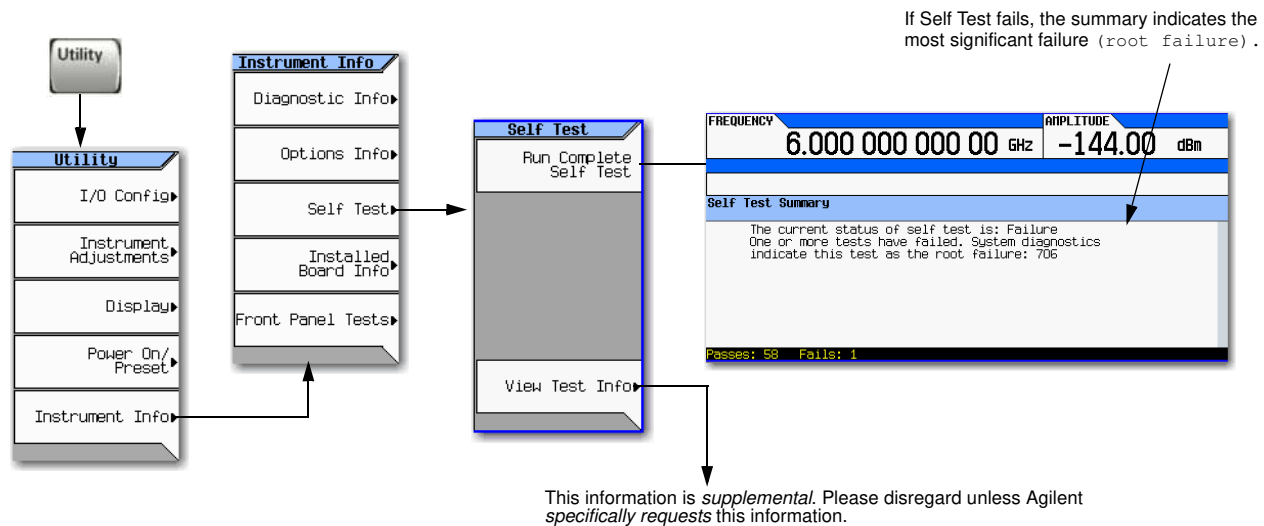 If Self Test fails, the summary indicates the
most significant failure (root failure).
Utility
Utility
I/O Config
Instrument
Adjustments
Display
Power On/
Preset
Instrument Info
Instrument Info
Diagnostic Info
Options Info
Self Test
Installed
Board Info
Front Panel Tests
Self Test
Run Complete
Self Test
View Test Info
FREQUENCY
6.000 000 000 00 GHz
AMPLITUDE
-144.00 dBm
Self Test Summary
The current status of self test is: Failure
One or more tests have failed. System diagnostics
indicate this test as the root failure: 706
Passes: 58 Fails: 1
This information is supplemental. Please disregard unless Agilent
specifically requests this information.